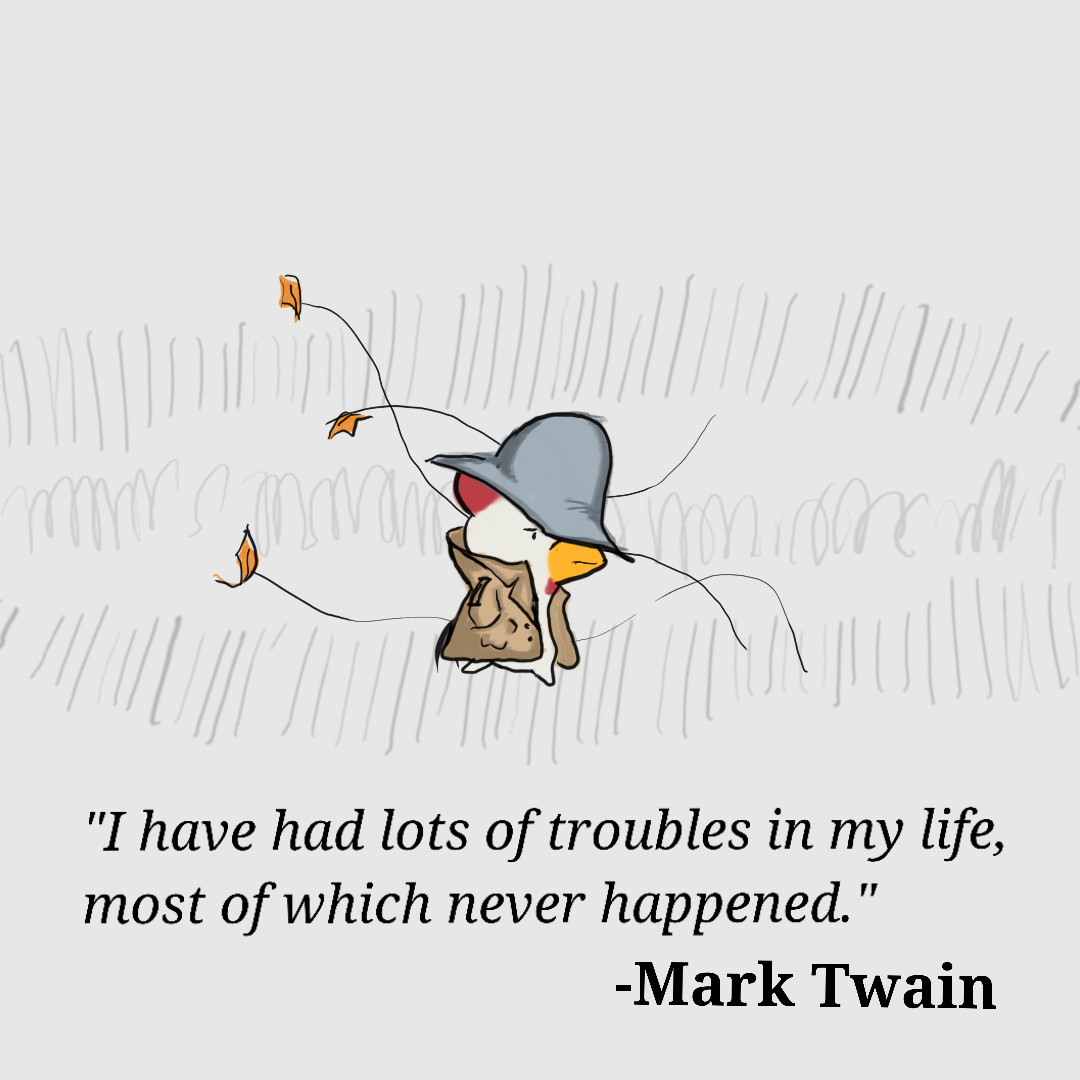 "I have had lots of troubles in my life,
most of which never happened."
-Mark Twain